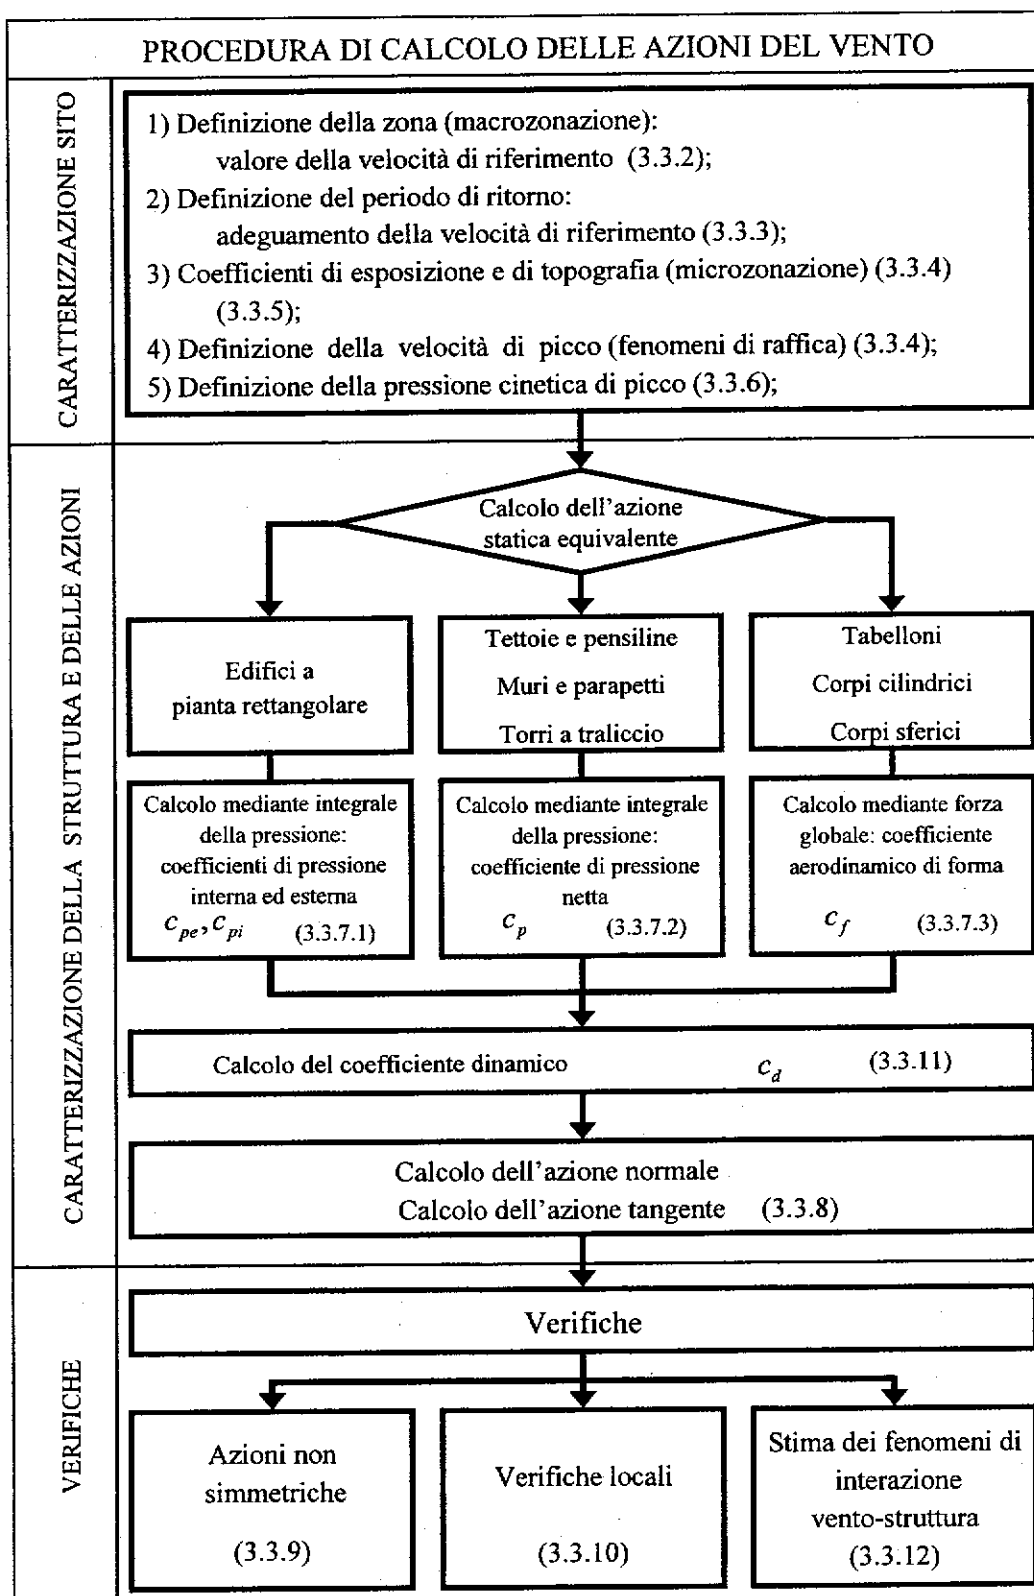 PROCEDURA DI CALCOLO DELLE AZIONI DEL VENTO
CARATTERIZZAZIONE SITO
1) Definizione della zona (macrozonazione):
valore della velocità di riferimento (3.3.2);
2) Definizione del periodo di ritorno:
adeguamento della velocità di riferimento (3.3.3);
3) Coefficienti di esposizione e di topografia (microzonazione) (3.3.4)
(3.3.5);
4) Definizione della velocità di picco (fenomeni di raffica) (3.3.4);
5) Definizione della pressione cinetica di picco (3.3.6);
CARATTERIZZAZIONE DELLA STRUTTURA E DELLE AZIONI
Calcolo dell'azione
statica equivalente
Edifici a
pianta rettangolare
Tettoie e pensiline
Muri e parapetti
Torri a traliccio
Tabelloni
Corpi cilindrici
Corpi sferici
Calcolo mediante integrale
della pressione:
coefficienti di pressione
interna ed esterna
c_pe, c_pi (3.3.7.1)
Calcolo mediante integrale
della pressione:
coefficiente di pressione
netta
c_p (3.3.7.2)
Calcolo mediante forza
globale: coefficiente
aerodinamico di forma
c_f (3.3.7.3)
Calcolo del coefficiente dinamico c_d (3.3.11)
Calcolo dell'azione normale
Calcolo dell'azione tangente (3.3.8)
VERIFICHE
Verifiche
Azioni non
simmetriche
(3.3.9)
Verifiche locali
(3.3.10)
Stima dei fenomeni di
interazione
vento-struttura
(3.3.12)